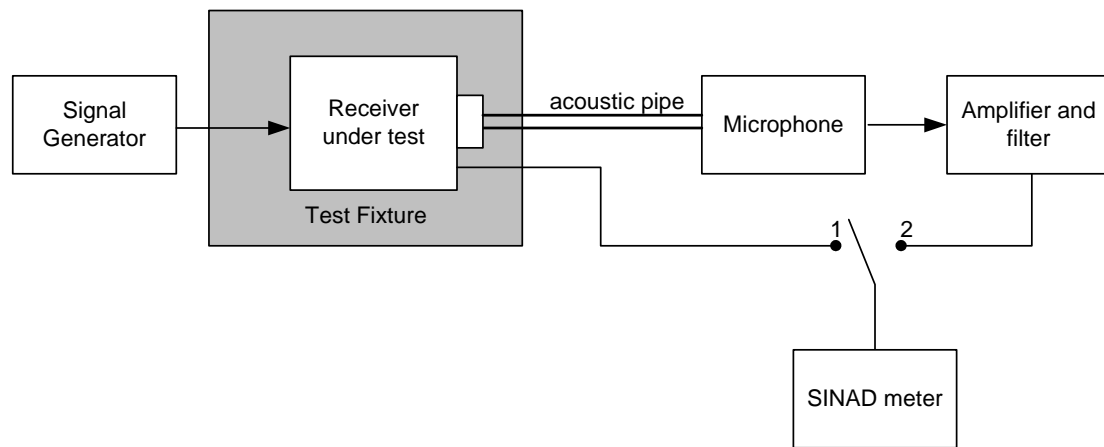 Signal
Generator
Receiver
under test
Test Fixture
acoustic pipe
Microphone
Amplifier and
filter
1
2
SINAD meter